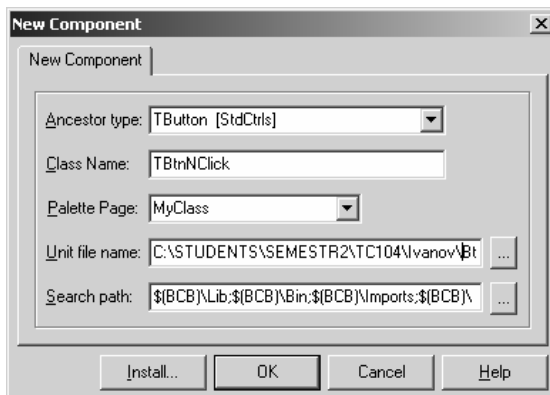 New Component
New Component
Ancestor type: TButton [StdCtrls]
Class Name: TBtnNClick
Palette Page: MyClass
Unit file name: C:\STUDENTS\SEMESTR2\TC104\Ivanov\Bt ...
Search path: $(BCB)\Lib;$(BCB)\Bin;$(BCB)\Imports;$(BCB)\ ...
Install... OK Cancel Help